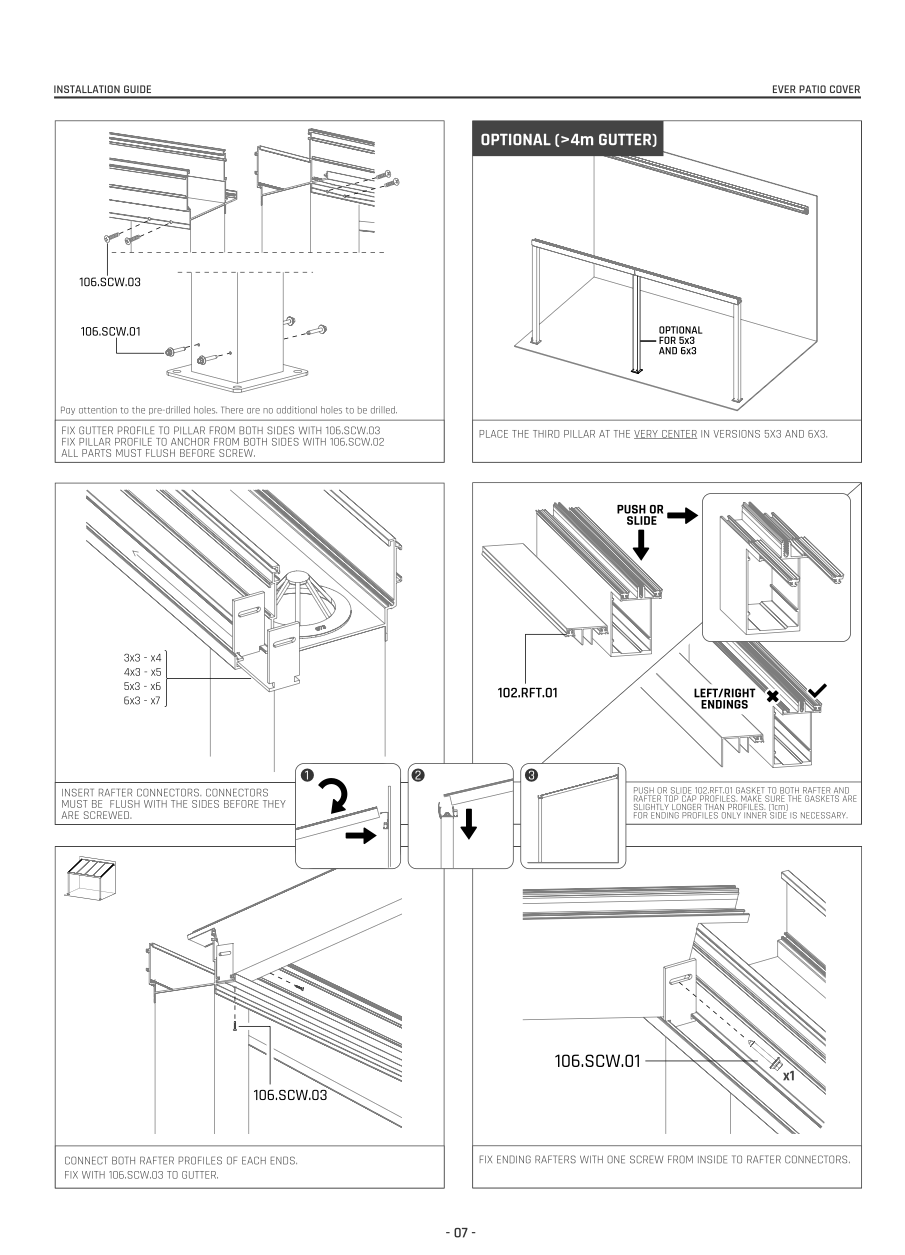 INSTALLATION GUIDE
EVER PATIO COVER
106.SCW.03
106.SCW.01
Pay attention to the pre-drilled holes. There are no additional holes to be drilled.
FIX GUTTER PROFILE TO PILLAR FROM BOTH SIDES WITH 106.SCW.03
FIX PILLAR PROFILE TO ANCHOR FROM BOTH SIDES WITH 106.SCW.02
ALL PARTS MUST FLUSH BEFORE SCREW.
OPTIONAL (>4m GUTTER)
OPTIONAL
FOR 5x3
AND 6x3
PLACE THE THIRD PILLAR AT THE VERY CENTER IN VERSIONS 5X3 AND 6X3.
3x3 - x4
4x3 - x5
5x3 - x6
6x3 - x7
INSERT RAFTER CONNECTORS. CONNECTORS
MUST BE FLUSH WITH THE SIDES BEFORE THEY
ARE SCREWED.
PUSH OR
SLIDE
102.RFT.01
LEFT/RIGHT
ENDINGS
PUSH OR SLIDE 102.RFT.01 GASKET TO BOTH RAFTER AND
RAFTER TOP CAP PROFILES. MAKE SURE THE GASKETS ARE
SLIGHTLY LONGER THAN PROFILES. (1cm)
FOR ENDING PROFILES ONLY INNER SIDE IS NECESSARY.
1
2
3
106.SCW.03
CONNECT BOTH RAFTER PROFILES OF EACH ENDS.
FIX WITH 106.SCW.03 TO GUTTER.
106.SCW.01
x1
FIX ENDING RAFTERS WITH ONE SCREW FROM INSIDE TO RAFTER CONNECTORS.
- 07 -